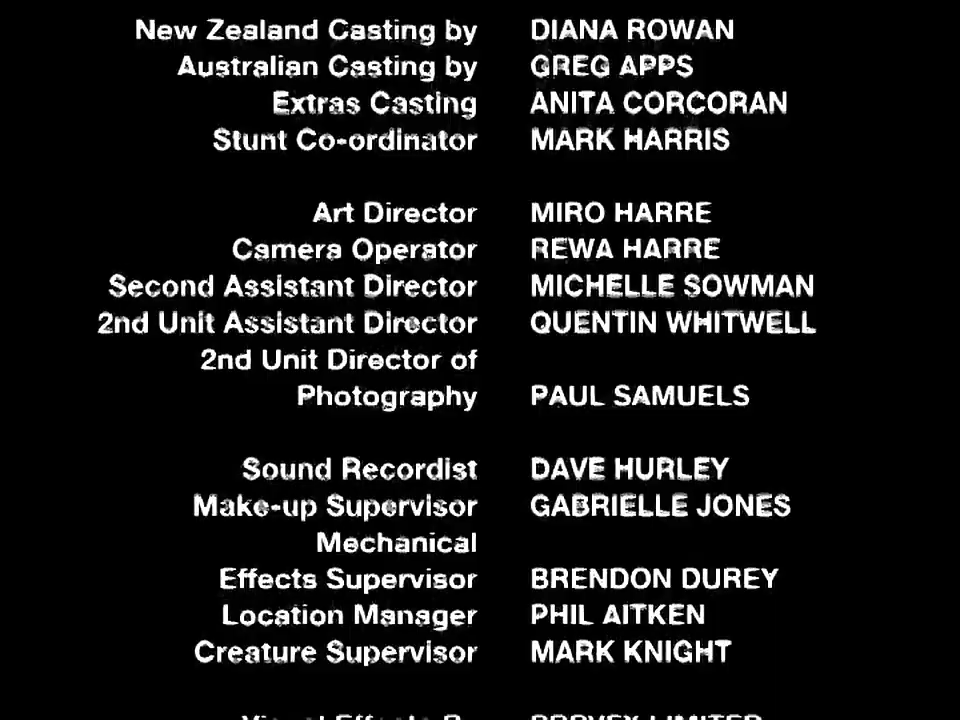 New Zealand Casting by DIANA ROWAN
Australian Casting by GREG APPS
Extras Casting ANITA CORCORAN
Stunt Co-ordinator MARK HARRIS
Art Director MIRO HARRE
Camera Operator REWA HARRE
Second Assistant Director MICHELLE SOWMAN
2nd Unit Assistant Director QUENTIN WHITWELL
2nd Unit Director of
Photography PAUL SAMUELS
Sound Recordist DAVE HURLEY
Make-up Supervisor GABRIELLE JONES
Mechanical
Effects Supervisor BRENDON DUREY
Location Manager PHIL AITKEN
Creature Supervisor MARK KNIGHT
Visual Effects LIMITED